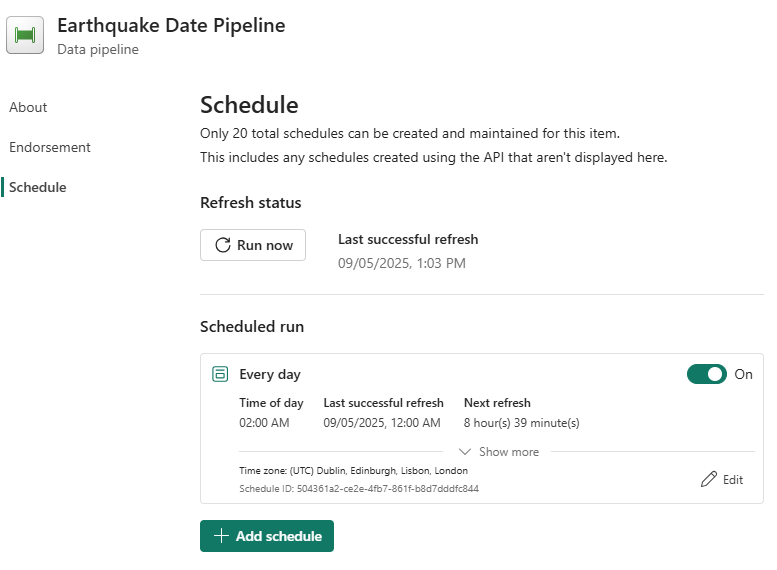 Earthquake Date Pipeline
Data pipeline
About
Endorsement
Schedule
Schedule
Only 20 total schedules can be created and maintained for this item.
This includes any schedules created using the API that aren't displayed here.
Refresh status
Run now
Last successful refresh
09/05/2025, 1:03 PM
Scheduled run
Every day
On
Time of day Last successful refresh Next refresh
02:00 AM 09/05/2025, 12:00 AM 8 hour(s) 39 minute(s)
Show more
Time zone: (UTC) Dublin, Edinburgh, Lisbon, London
Schedule ID: 504361a2-ce2e-4fb7-861f-b8d7dddfc844
Edit
Add schedule